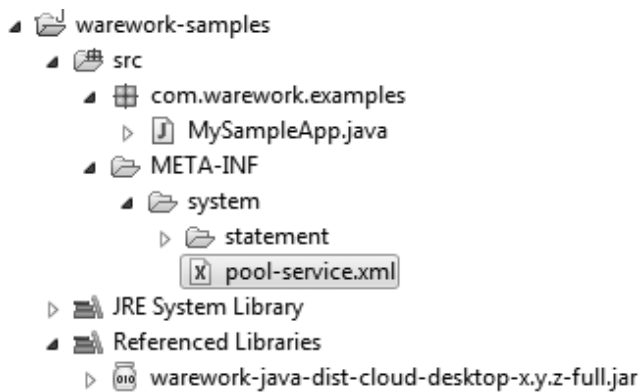 warework-samples
src
com.warework.examples
MySampleApp.java
META-INF
system
statement
pool-service.xml
JRE System Library
Referenced Libraries
warework-java-dist-cloud-desktop-x.y.z-full.jar